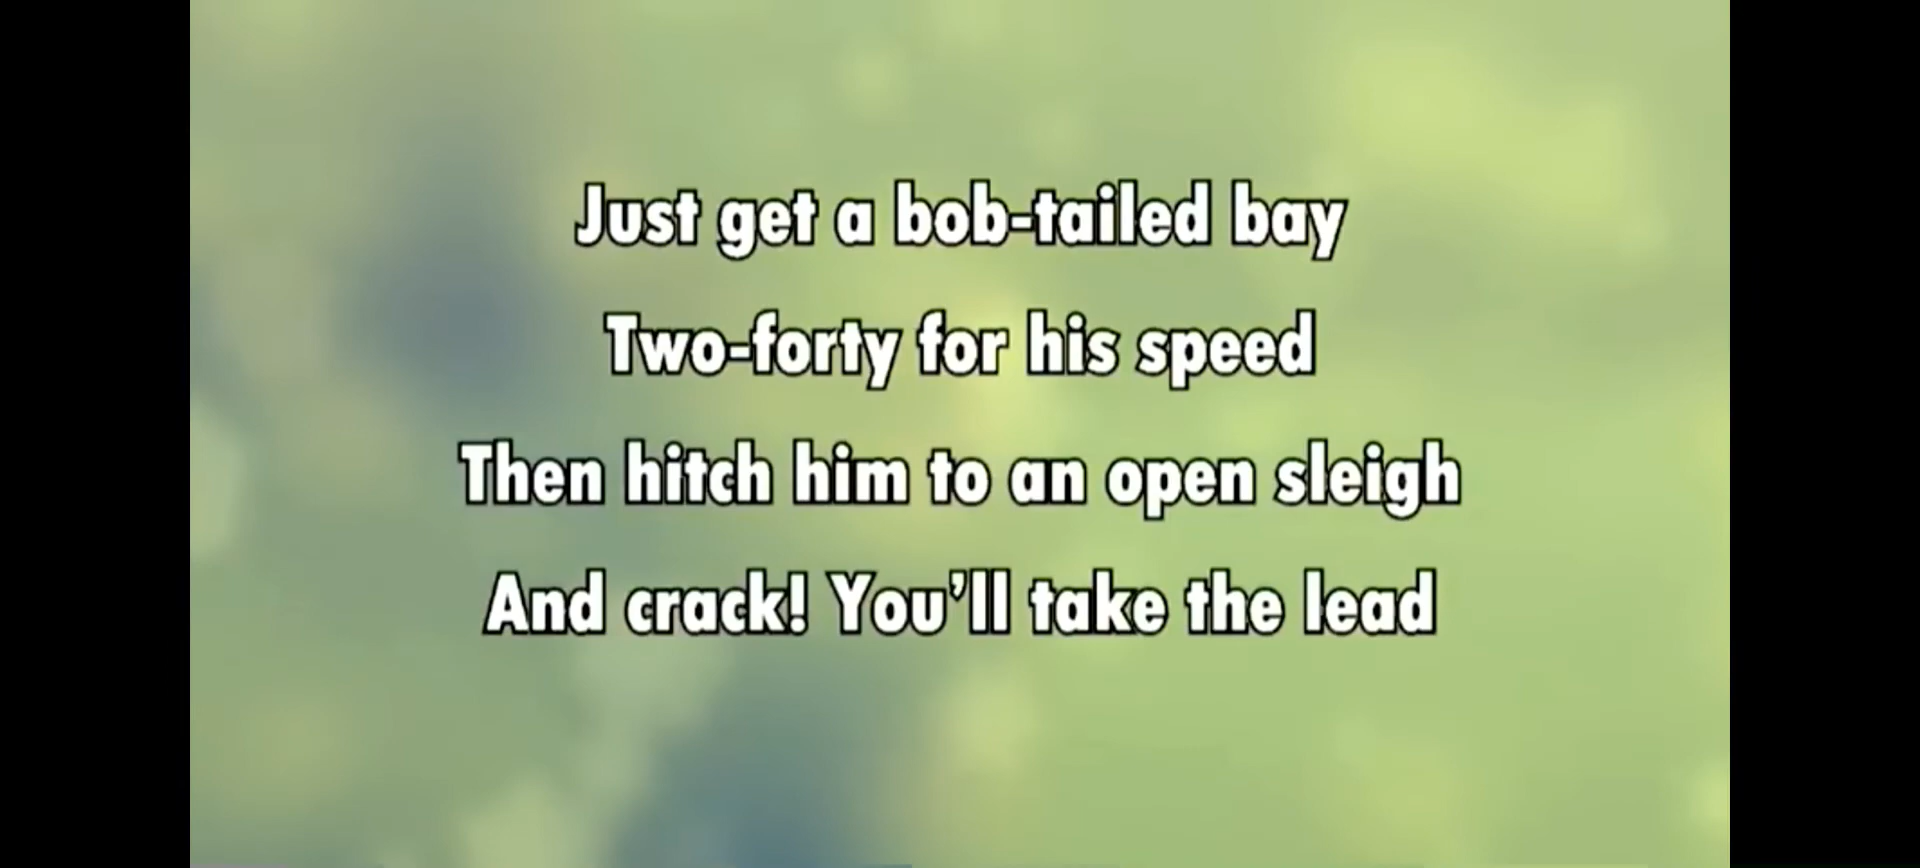 Just get a bob-tailed bay
Two-forty for his speed
Then hitch him to an open sleigh
And crack! You’ll take the lead